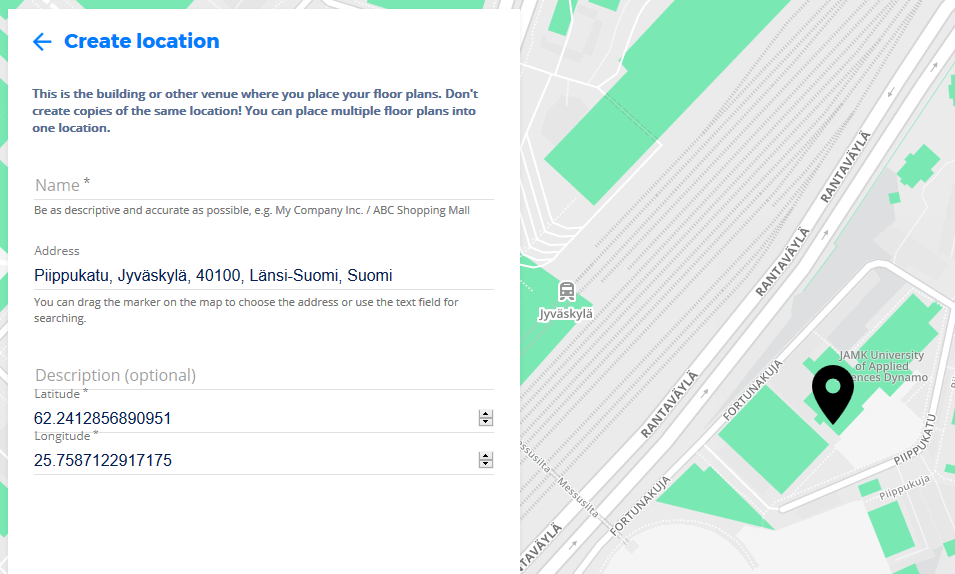 Create location
This is the building or other venue where you place your floor plans. Don't
create copies of the same location! You can place multiple floor plans into
one location.
Name *
Be as descriptive and accurate as possible, e.g. My Company Inc. / ABC Shopping Mall
Address
Piippukatu, Jyväskylä, 40100, Länsi-Suomi, Suomi
You can drag the marker on the map to choose the address or use the text field for
searching.
Description (optional)
Latitude *
62.2412856890951
Longitude *
25.7587122917175
RANTAVÄYLÄ
RANTAVÄYLÄ
Jyväskylä
JAMK University
of Applied
ences Dynamo
RANTAVÄYLÄ
FORTUNAKUJA
PIIPPUKATU
Messusilta
Messusilta
FORTUNAKUJA
Piippukuja
TAVÄYLÄ